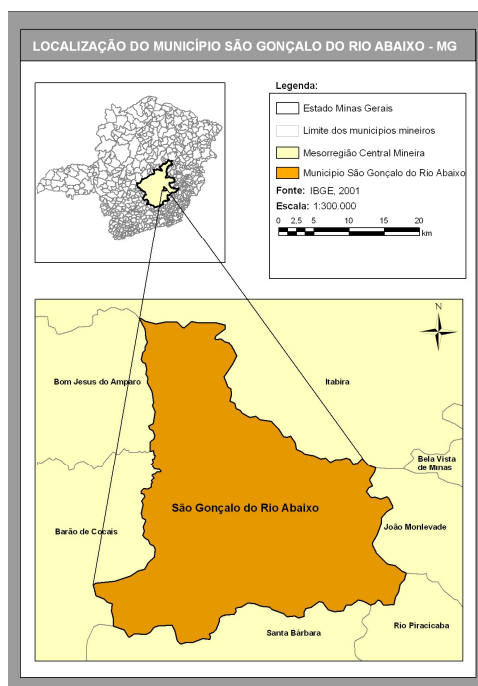 LOCALIZAÇÃO DO MUNICÍPIO SÃO GONÇALO DO RIO ABAIXO - MG
Legenda:
Estado Minas Gerais
Limite dos municipios mineiros
Mesorregião Central Mineira
Municipio São Gonçalo do Rio Abaixo
Fonte: IBGE, 2001
Escala: 1:300.000
0 2,5 5 10 15 20
km
N
Bom Jesus do Amparo
Itabira
Bela Vista
de Minas
São Gonçalo do Rio Abaixo
João Monlevade
Barão de Cocais
Rio Piracicaba
Santa Bárbara